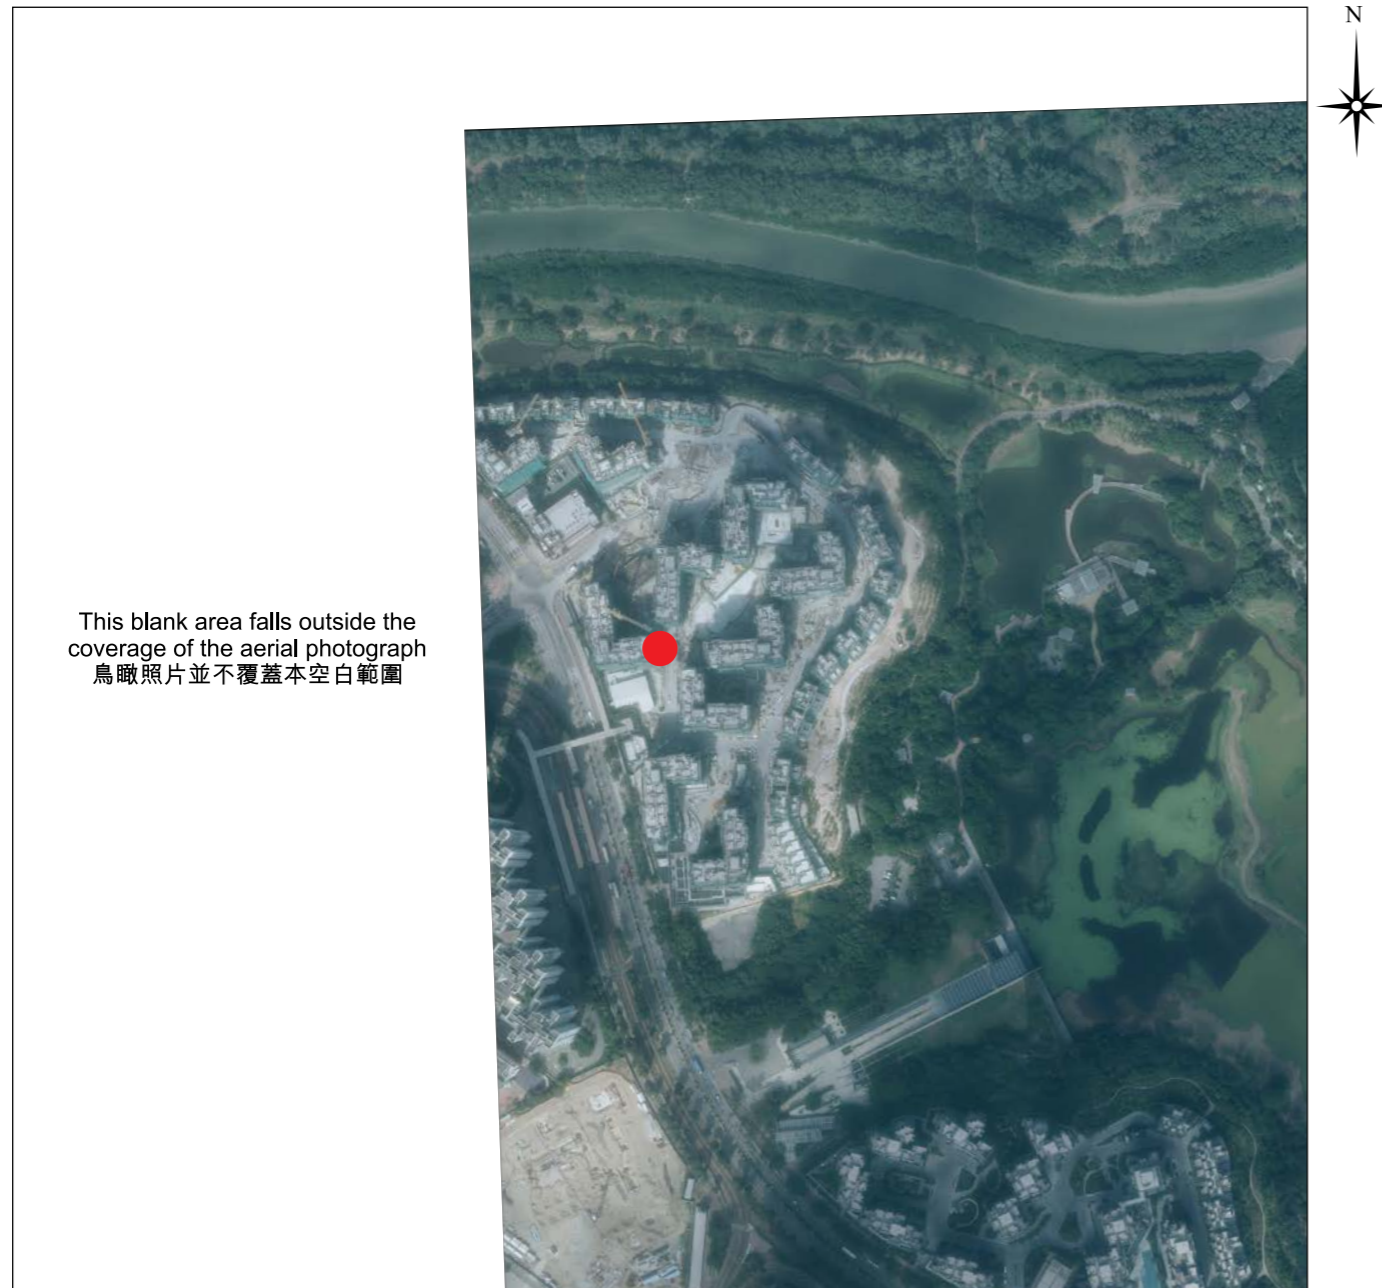 N
This blank area falls outside the
coverage of the aerial photograph
鳥瞰照片並不覆蓋本空白範圍